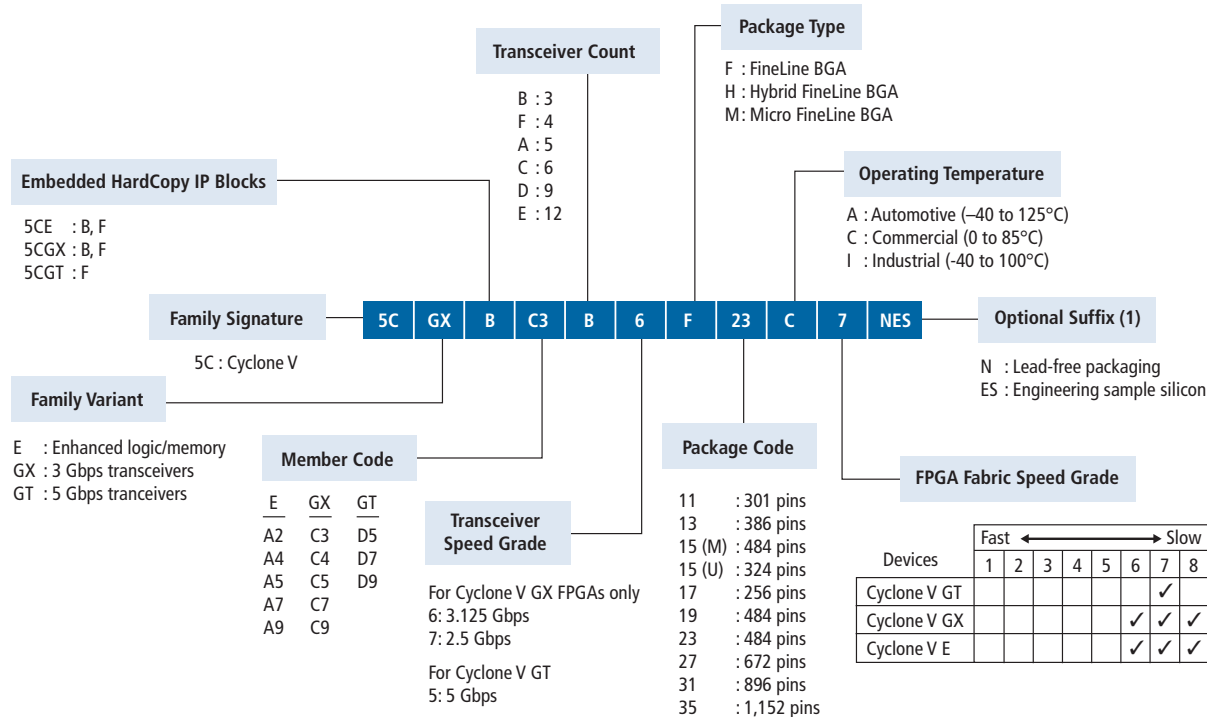 Package Type
F : FineLine BGA
H : Hybrid FineLine BGA
M : Micro FineLine BGA
Transceiver Count
B : 3
F : 4
A : 5
C : 6
D : 9
E : 12
Embedded HardCopy IP Blocks
5CE : B, F
5CGX : B, F
5CGT : F
Operating Temperature
A : Automotive (–40 to 125°C)
C : Commercial (0 to 85°C)
I : Industrial (-40 to 100°C)
Family Signature
5C : Cyclone V
5C GX B C3 B 6 F 23 C 7 NES
Optional Suffix (1)
N : Lead-free packaging
ES : Engineering sample silicon
Family Variant
E : Enhanced logic/memory
GX : 3 Gbps transceivers
GT : 5 Gbps tranceivers
Member Code
E GX GT
A2 C3 D5
A4 C4 D7
A5 C5 D9
A7 C7
A9 C9
Transceiver
Speed Grade
For Cyclone V GX FPGAs only
6: 3.125 Gbps
7: 2.5 Gbps
For Cyclone V GT
5: 5 Gbps
Package Code
11 : 301 pins
13 : 386 pins
15 (M) : 484 pins
15 (U) : 324 pins
17 : 256 pins
19 : 484 pins
23 : 484 pins
27 : 672 pins
31 : 896 pins
35 : 1,152 pins
FPGA Fabric Speed Grade
Fast Slow
Devices 1 2 3 4 5 6 7 8
Cyclone V GT ✓
Cyclone V GX ✓ ✓ ✓
Cyclone V E ✓ ✓ ✓